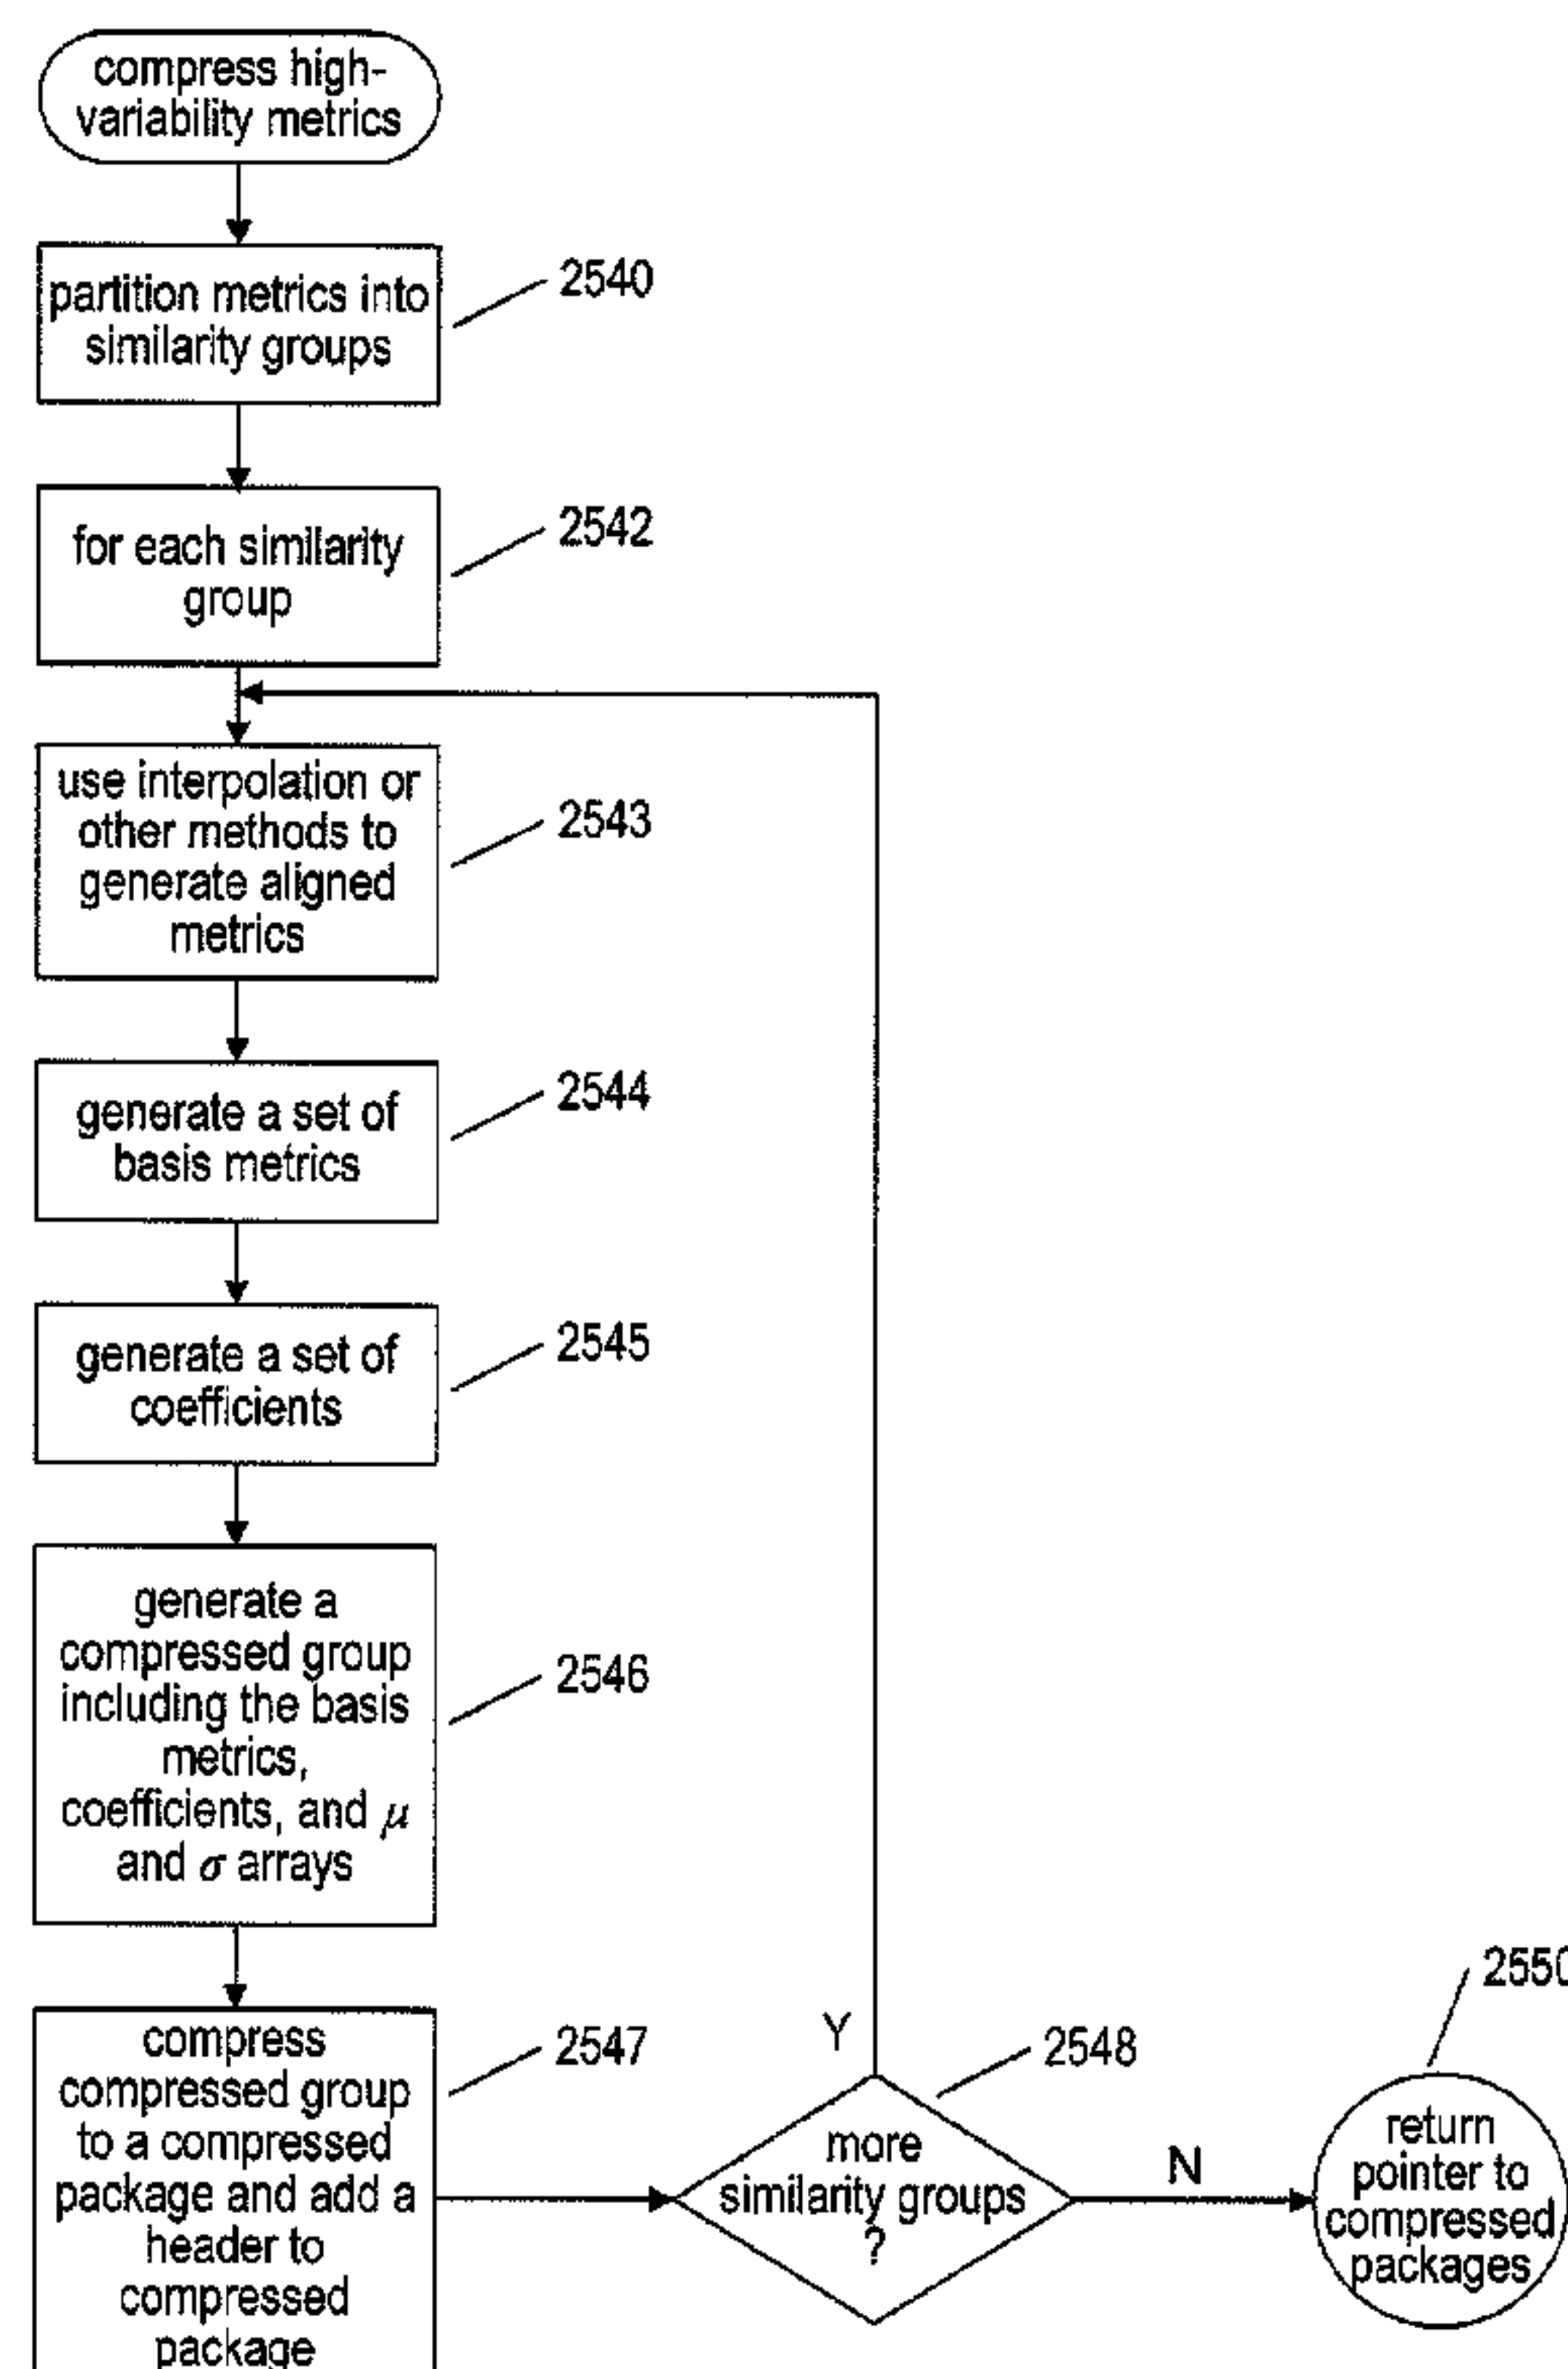 compress high-
variability metrics
partition metrics into
similarity groups
2540
for each similarity
group
2542
use interpolation or
other methods to
generate aligned
metrics
2543
generate a set of
basis metrics
2544
generate a set of
coefficients
2545
generate a
compressed group
including the basis
metrics,
coefficients, and μ
and σ arrays
2546
compress
compressed group
to a compressed
package and add a
header to
compressed
package
2547
Y
more
similarity groups
?
2548
N
return
pointer to
compressed
packages
2550